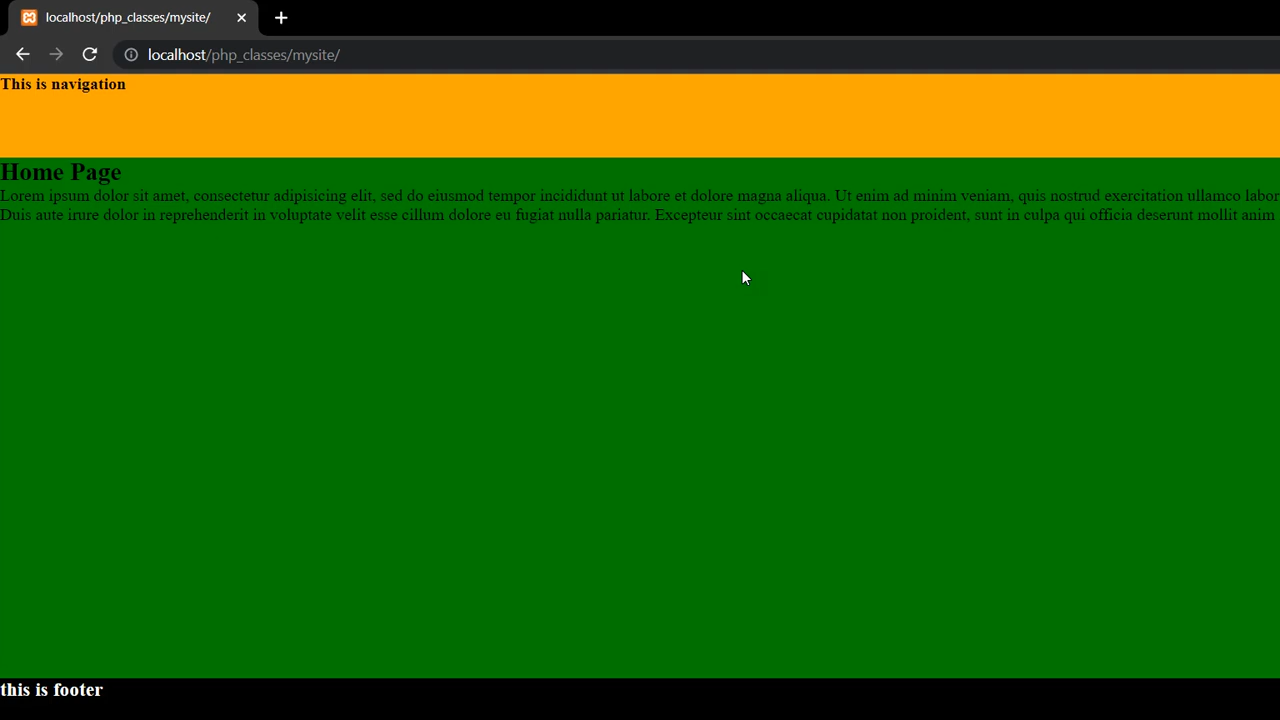 localhost/php_classes/mysite/
localhost/php_classes/mysite/
This is navigation
Home Page
Lorem ipsum dolor sit amet, consectetur adipisicing elit, sed do eiusmod tempor incididunt ut labore et dolore magna aliqua. Ut enim ad minim veniam, quis nostrud exercitation ullamco labor
Duis aute irure dolor in reprehenderit in voluptate velit esse cillum dolore eu fugiat nulla pariatur. Excepteur sint occaecat cupidatat non proident, sunt in culpa qui officia deserunt mollit anim
this is footer